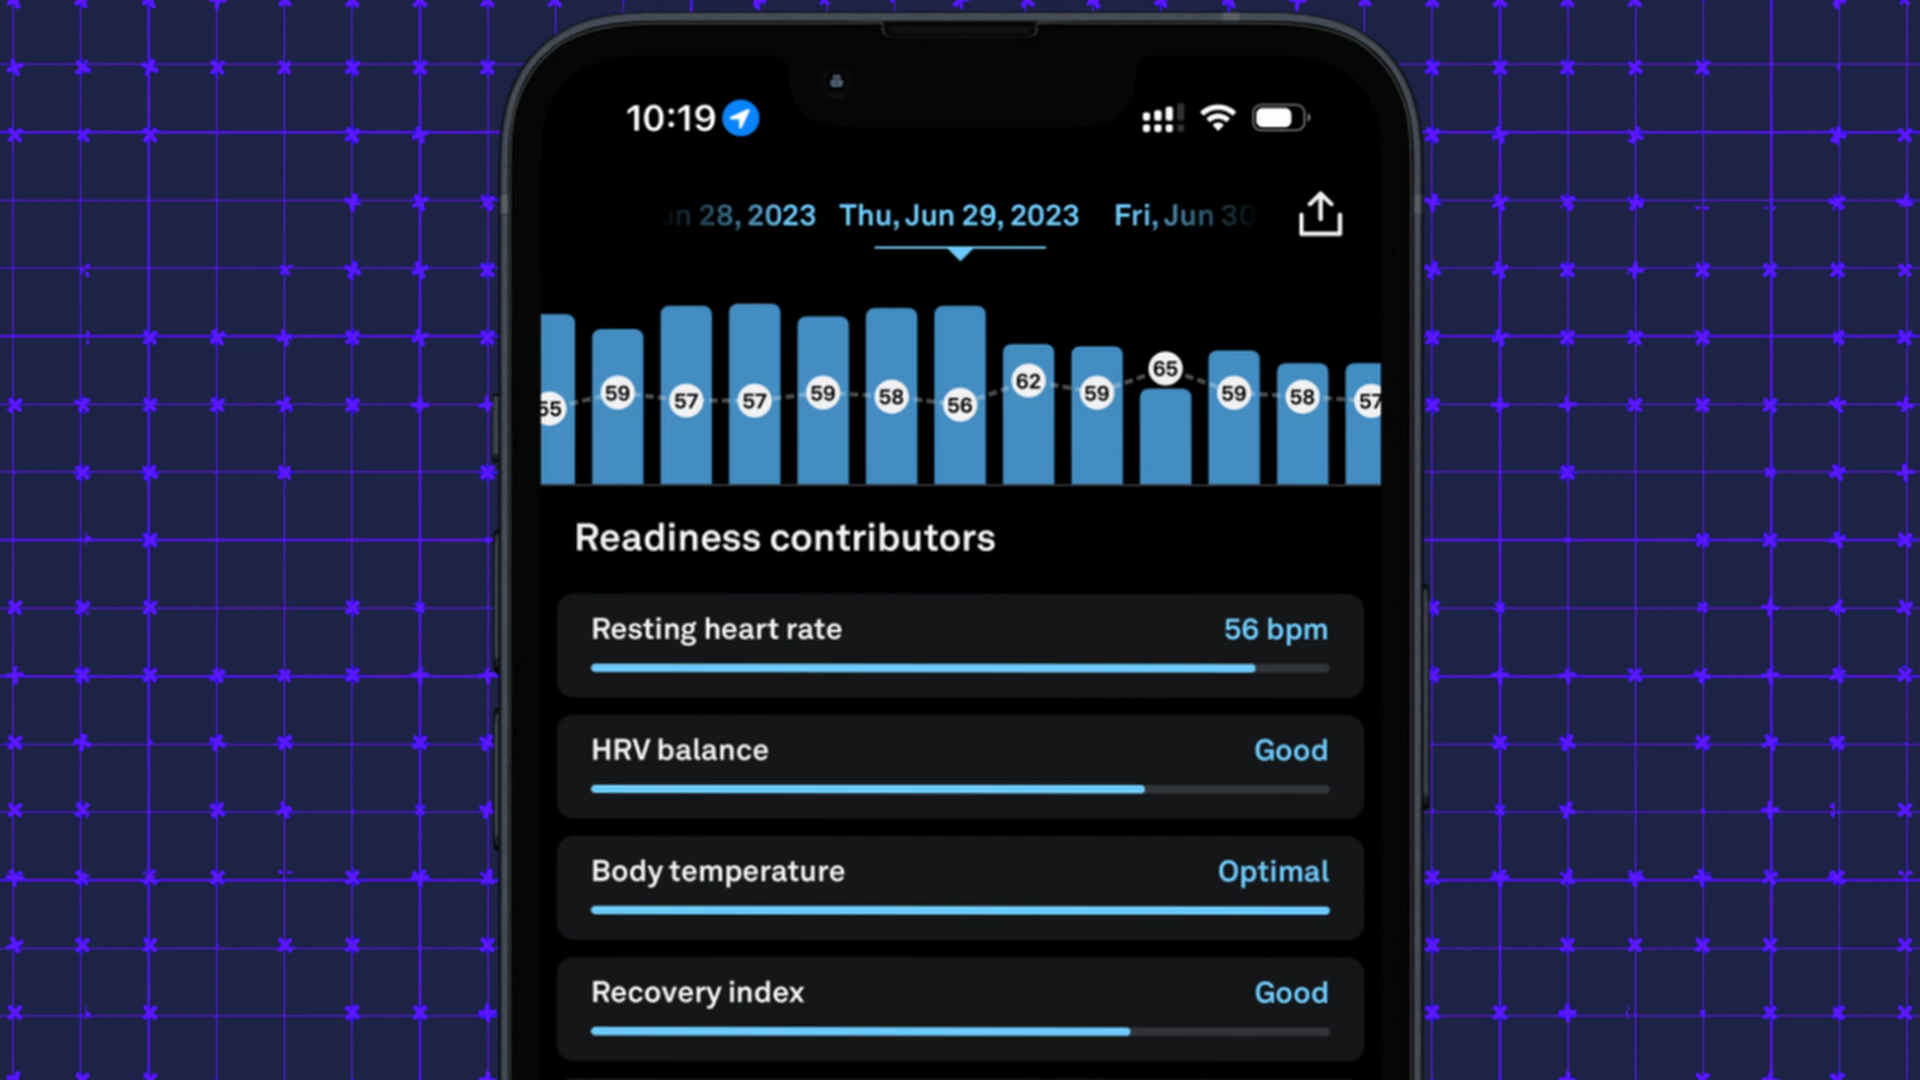 10:19
un 28, 2023 Thu, Jun 29, 2023 Fri, Jun 30
55 59 57 57 59 58 56 62 59 65 59 58 57
Readiness contributors
Resting heart rate 56 bpm
HRV balance Good
Body temperature Optimal
Recovery index Good